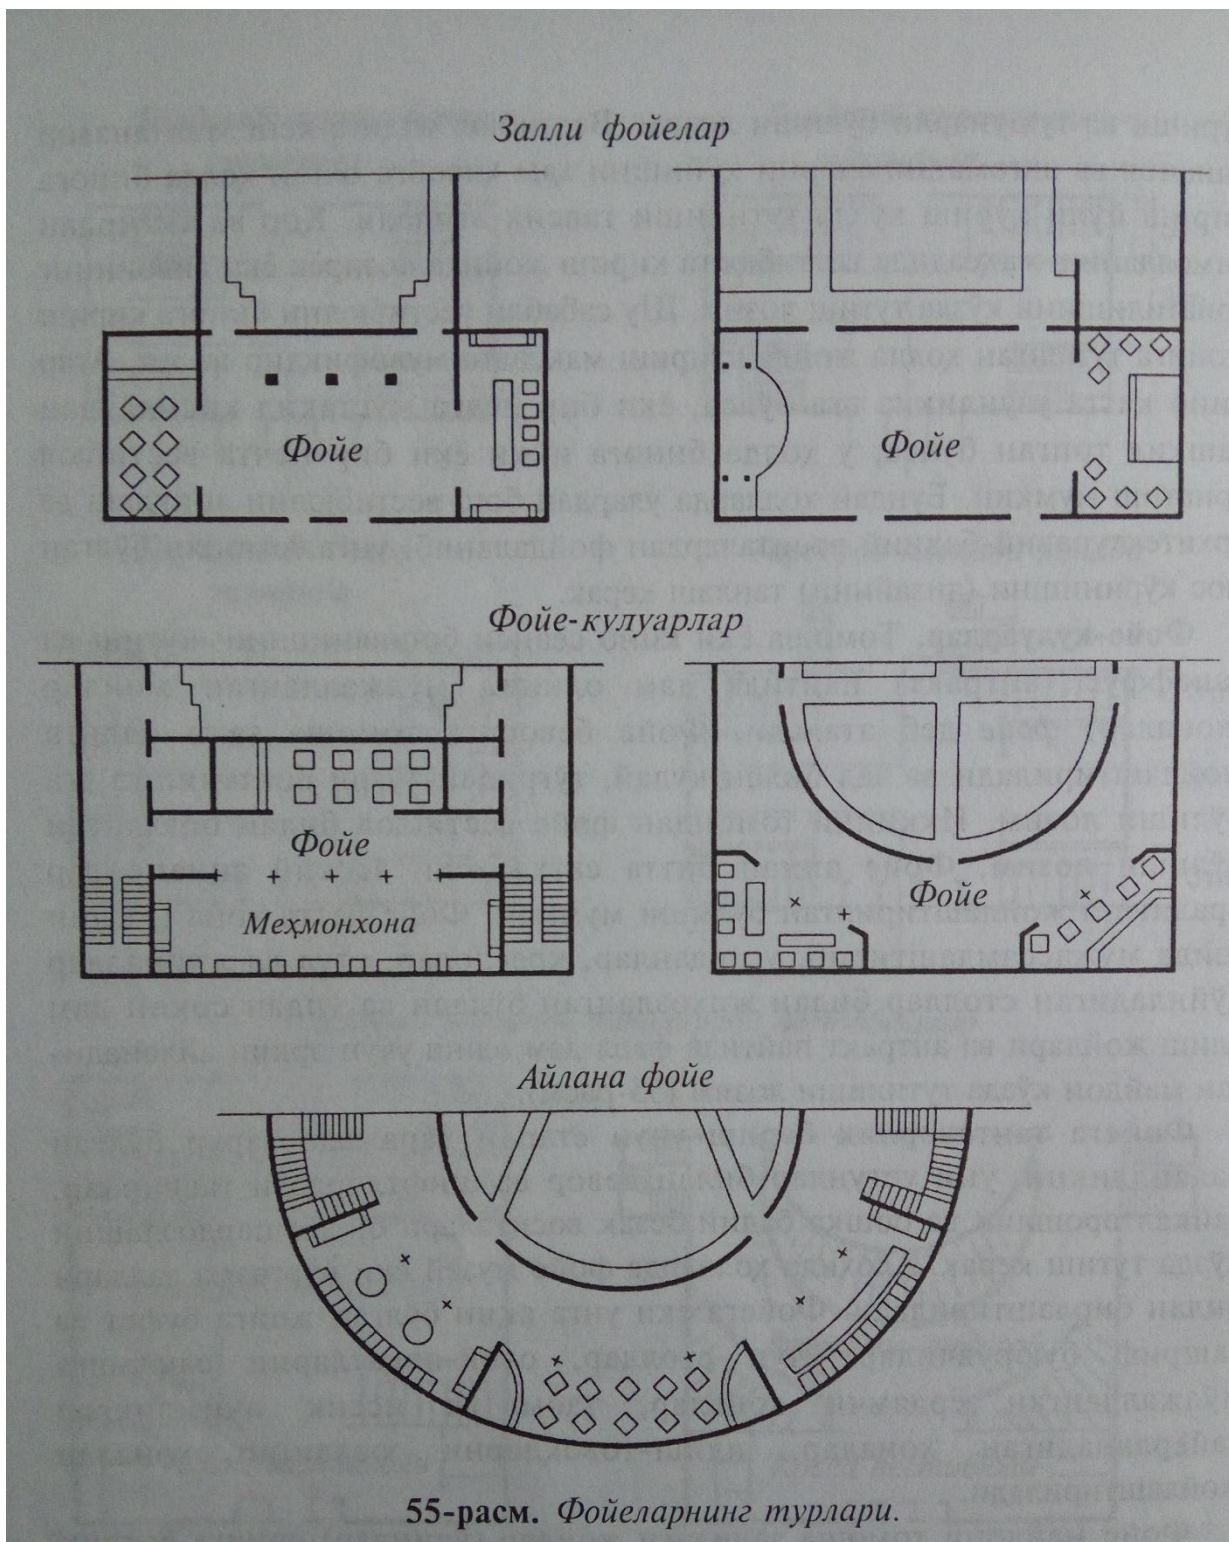 Залли фойелар
Фойе
Фойе
Фойе-кулуарлар
Фойе
Меҳмонхона
Фойе
Айлана фойе
55-расм. Фойеларнинг турлари.